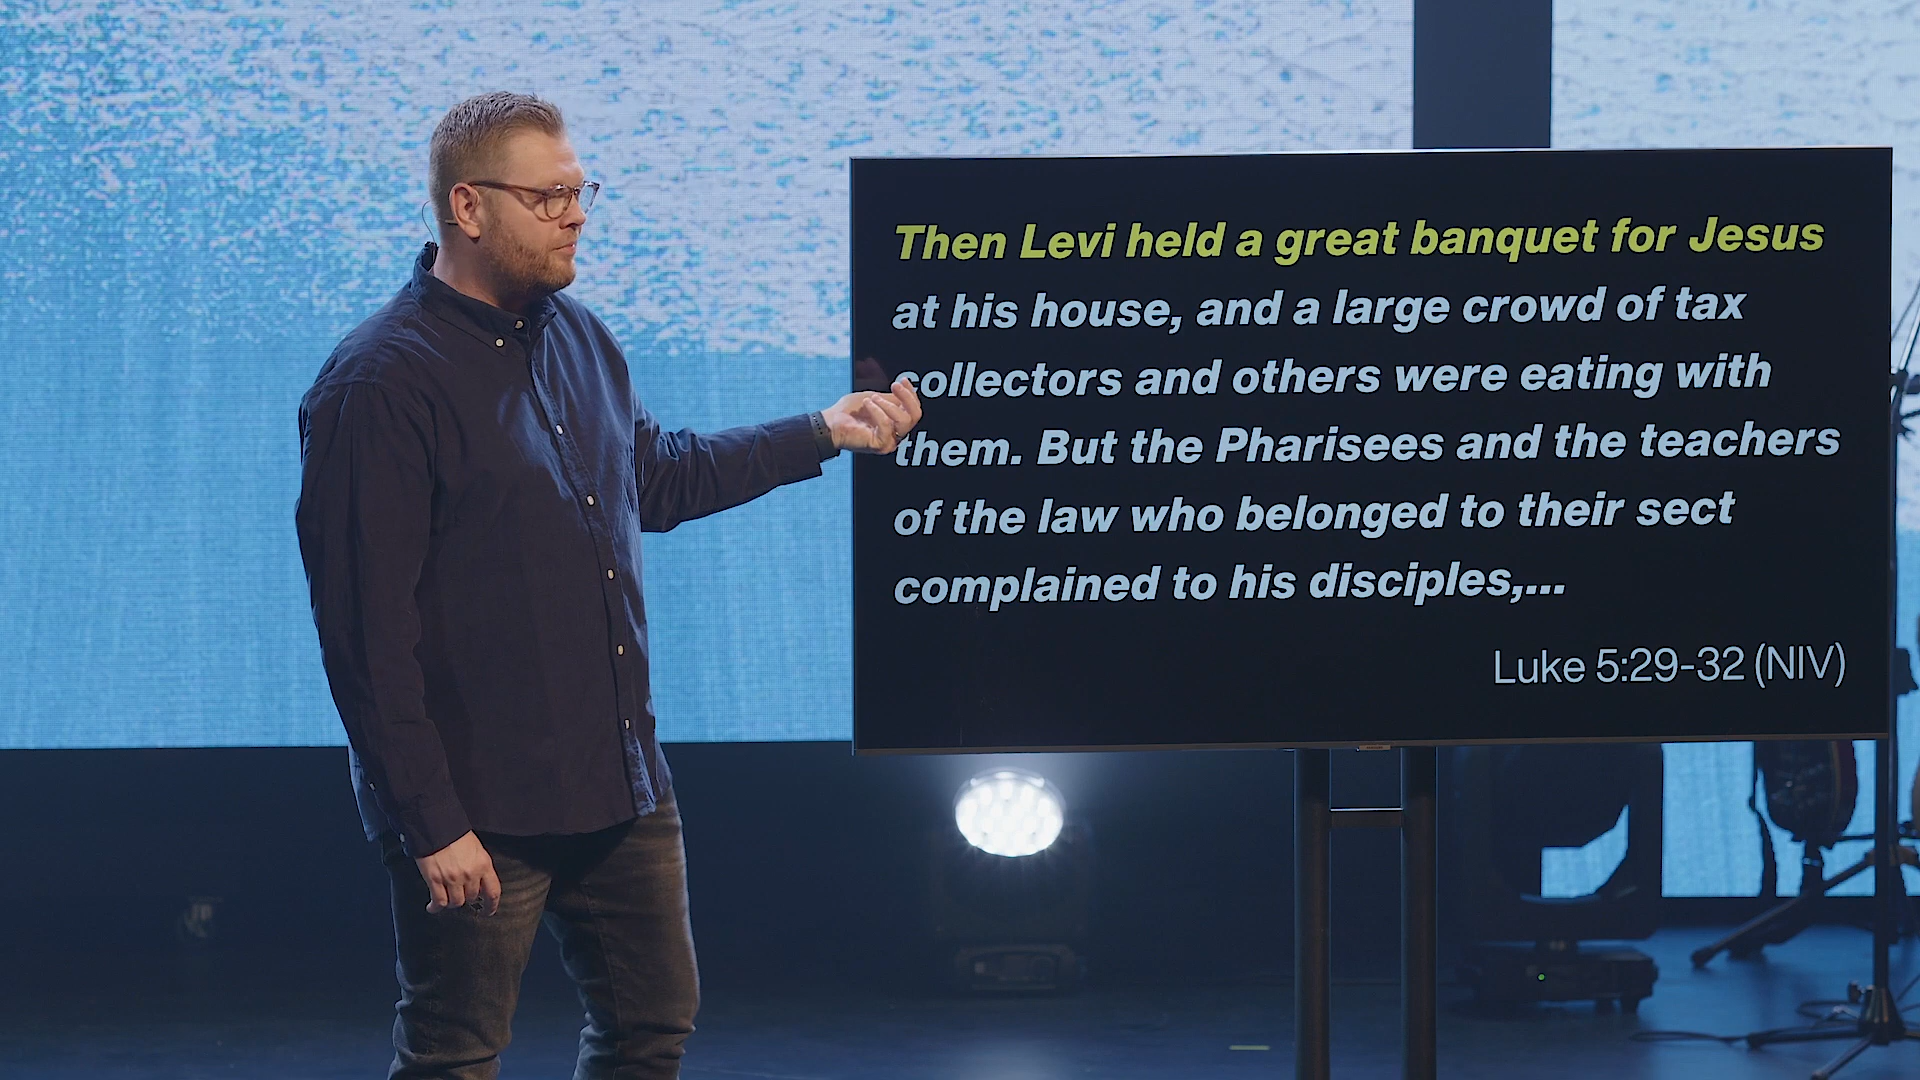 Then Levi held a great banquet for Jesus
at his house, and a large crowd of tax
collectors and others were eating with
them. But the Pharisees and the teachers
of the law who belonged to their sect
complained to his disciples,...
Luke 5:29-32 (NIV)